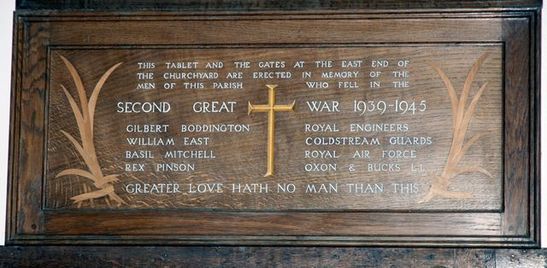 THIS TABLET AND THE GATES AT THE EAST END OF
THE CHURCHYARD ARE ERECTED IN MEMORY OF THE
MEN OF THIS PARISH WHO FELL IN THE
SECOND GREAT WAR 1939-1945
GILBERT BODDINGTON ROYAL ENGINEERS
WILLIAM EAST COLDSTREAM GUARDS
BASIL MITCHELL ROYAL AIR FORCE
REX PINSON OXON & BUCKS L.I.
GREATER LOVE HATH NO MAN THAN THIS